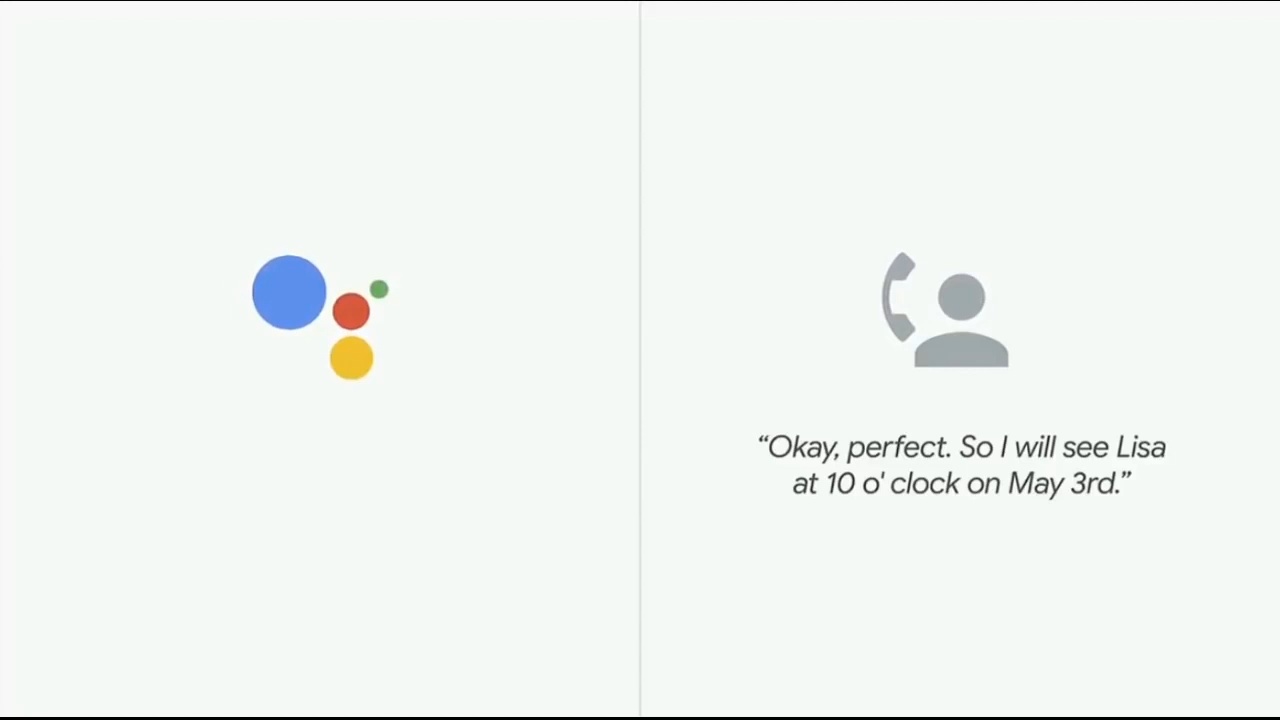 “Okay, perfect. So I will see Lisa
at 10 o' clock on May 3rd.”